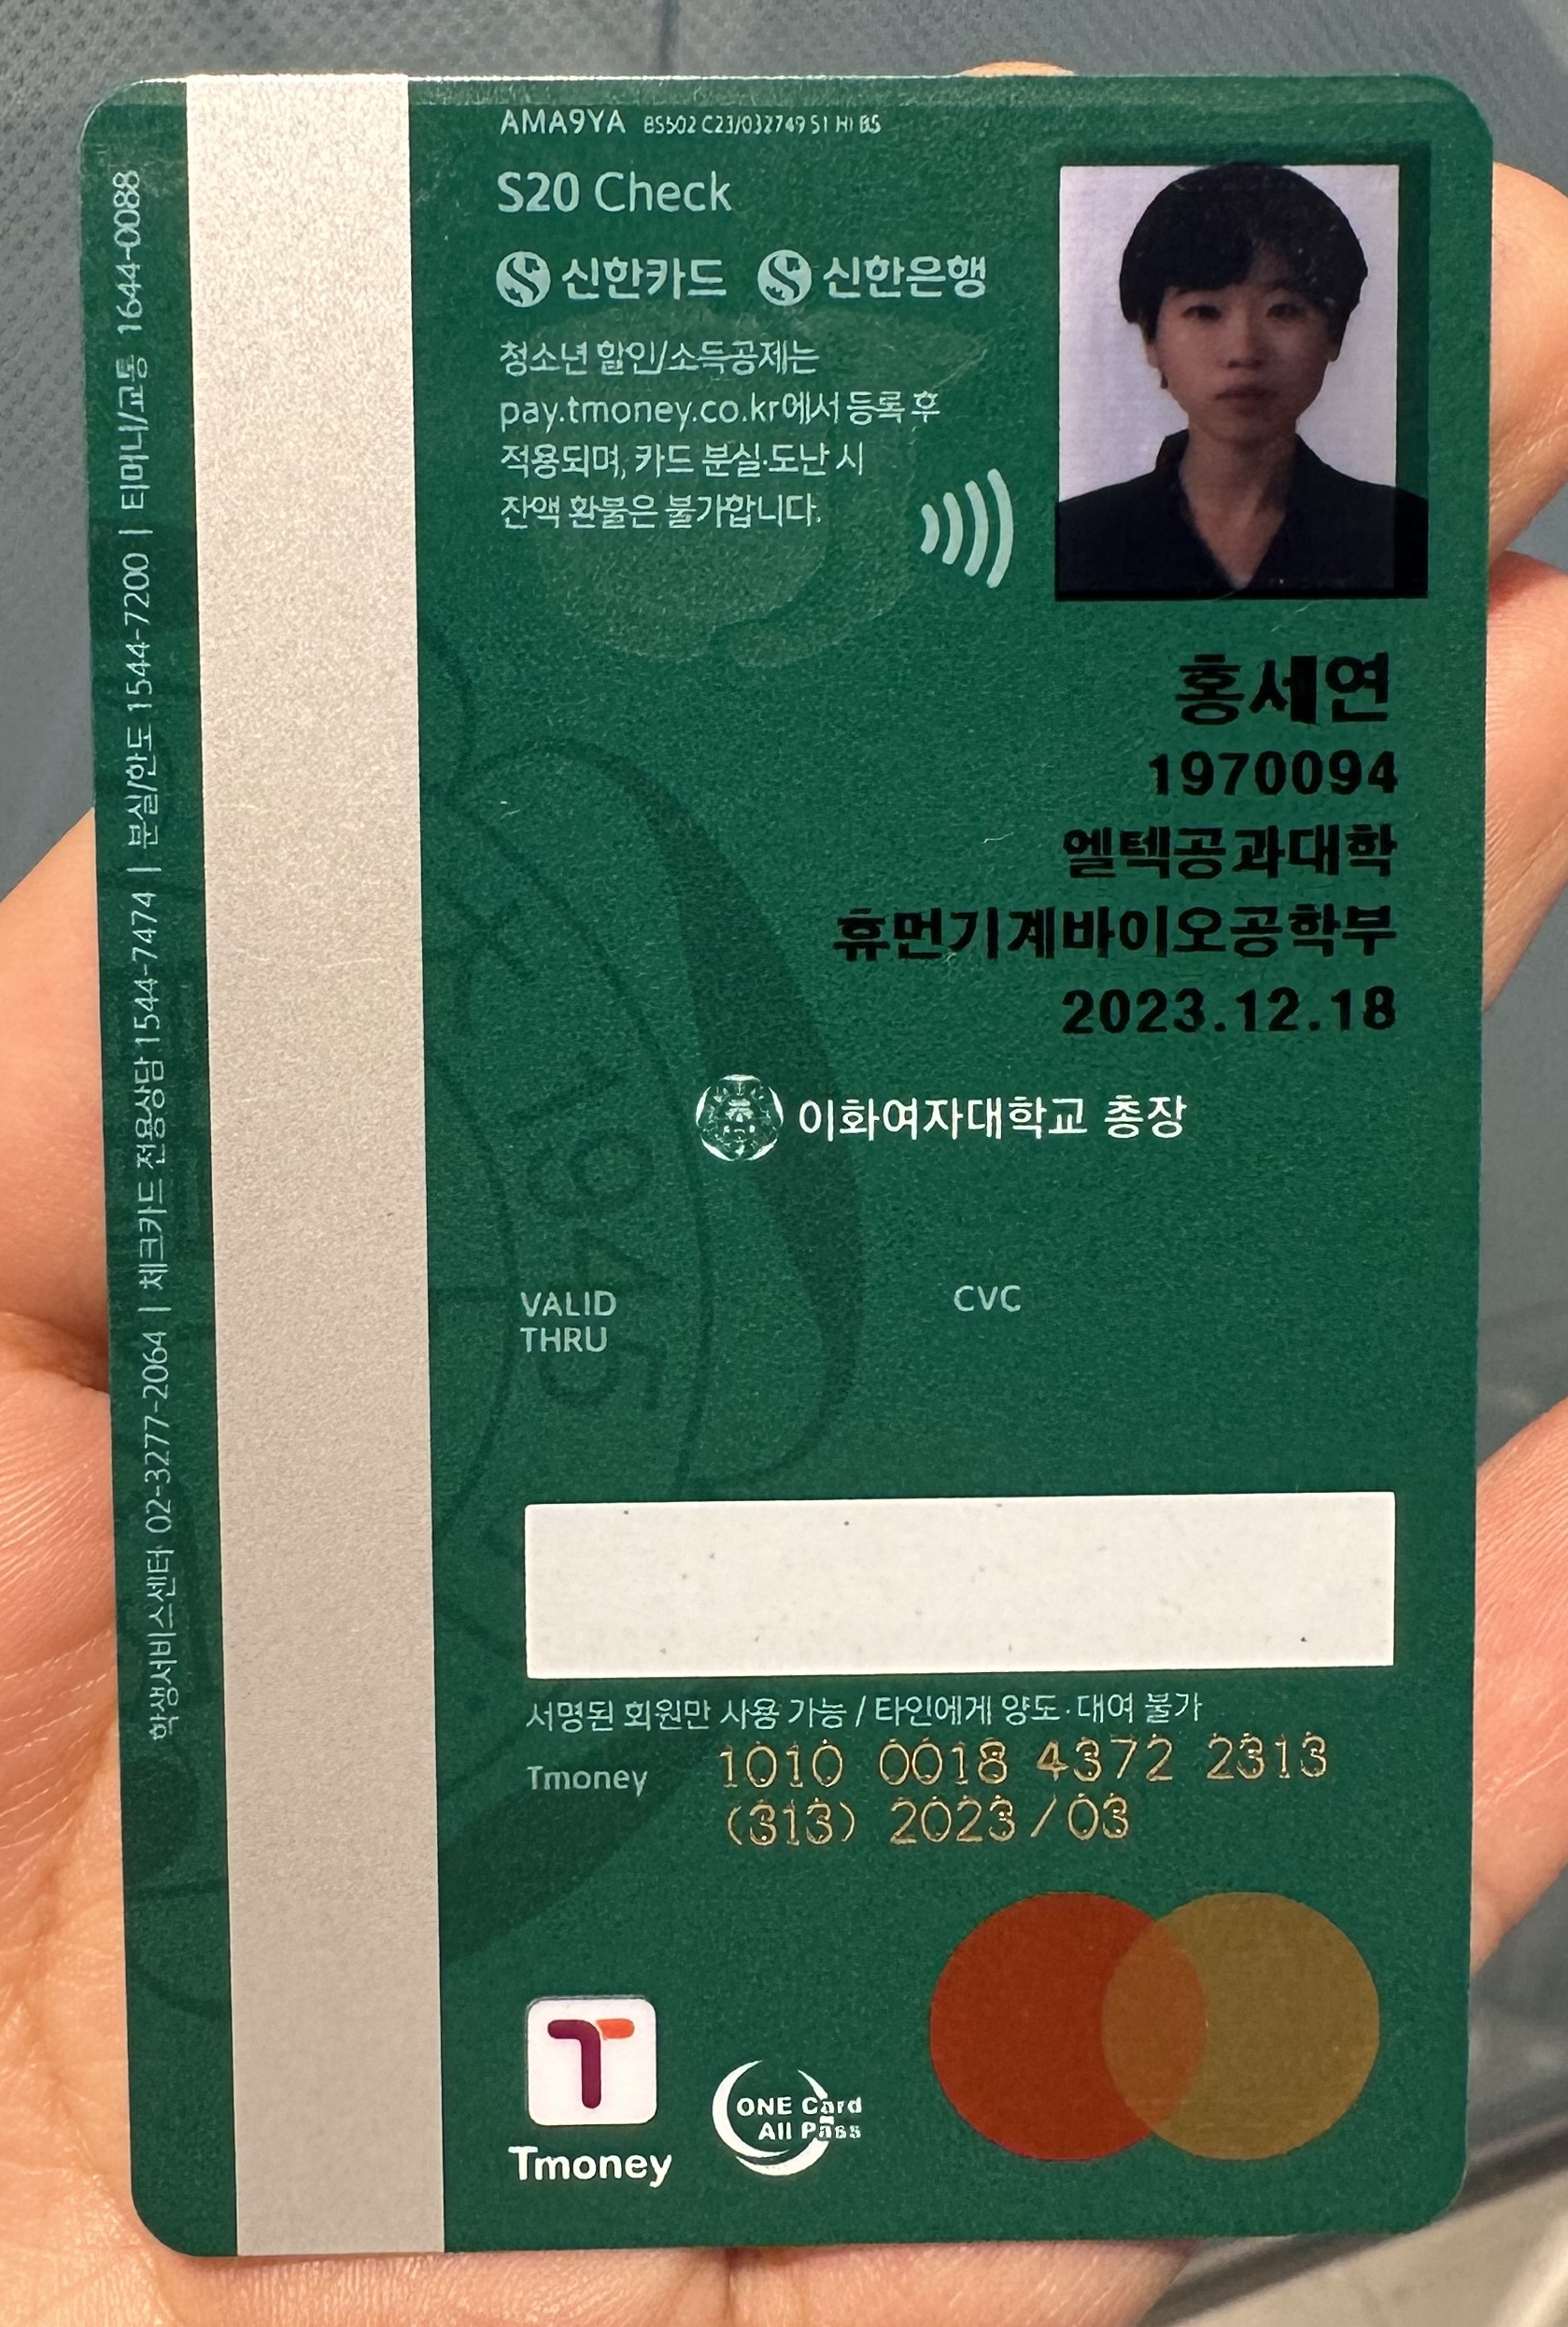 AMA9YA BS502 C23/032749 S1 Hi BS
S20 Check
신한카드 신한은행
청소년 할인/소득공제는
pay.tmoney.co.kr에서 등록 후
적용되며, 카드 분실·도난 시
잔액 환불은 불가합니다.
홍세연
1970094
엘텍공과대학
휴먼기계바이오공학부
2023.12.18
이화여자대학교 총장
VALID
THRU
CVC
서명된 회원만 사용 가능 / 타인에게 양도·대여 불가
Tmoney 1010 0018 4372 2313
(313) 2023/03
Tmoney
ONE Card
All Pass
학생서비스센터 02-3277-2064 | 체크카드 전용상담 1544-7474 | 분실/한도 1544-7200 | 티머니/교통 1644-0088